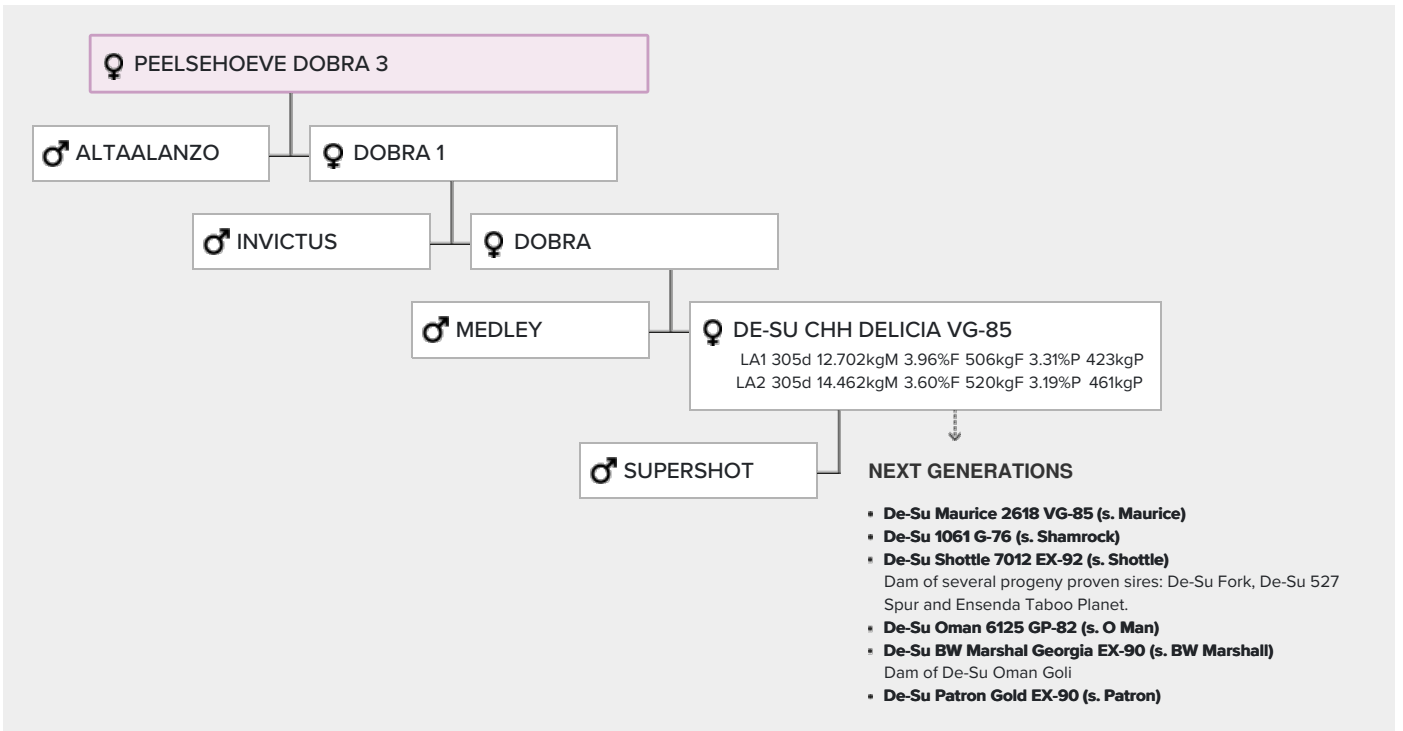 ♀ PEELSEHOEVE DOBRA 3
♂ ALTAALANZO
♀ DOBRA 1
♂ INVICTUS
♀ DOBRA
♂ MEDLEY
♀ DE-SU CHH DELICIA VG-85
LA1 305d 12.702kgM 3.96%F 506kgF 3.31%P 423kgP
LA2 305d 14.462kgM 3.60%F 520kgF 3.19%P 461kgP
♂ SUPERSHOT
NEXT GENERATIONS
• De-Su Maurice 2618 VG-85 (s. Maurice)
• De-Su 1061 G-76 (s. Shamrock)
• De-Su Shottle 7012 EX-92 (s. Shottle)
Dam of several progeny proven sires: De-Su Fork, De-Su 527
Spur and Ensenda Taboo Planet.
• De-Su Oman 6125 GP-82 (s. O Man)
• De-Su BW Marshal Georgia EX-90 (s. BW Marshall)
Dam of De-Su Oman Goli
• De-Su Patron Gold EX-90 (s. Patron)